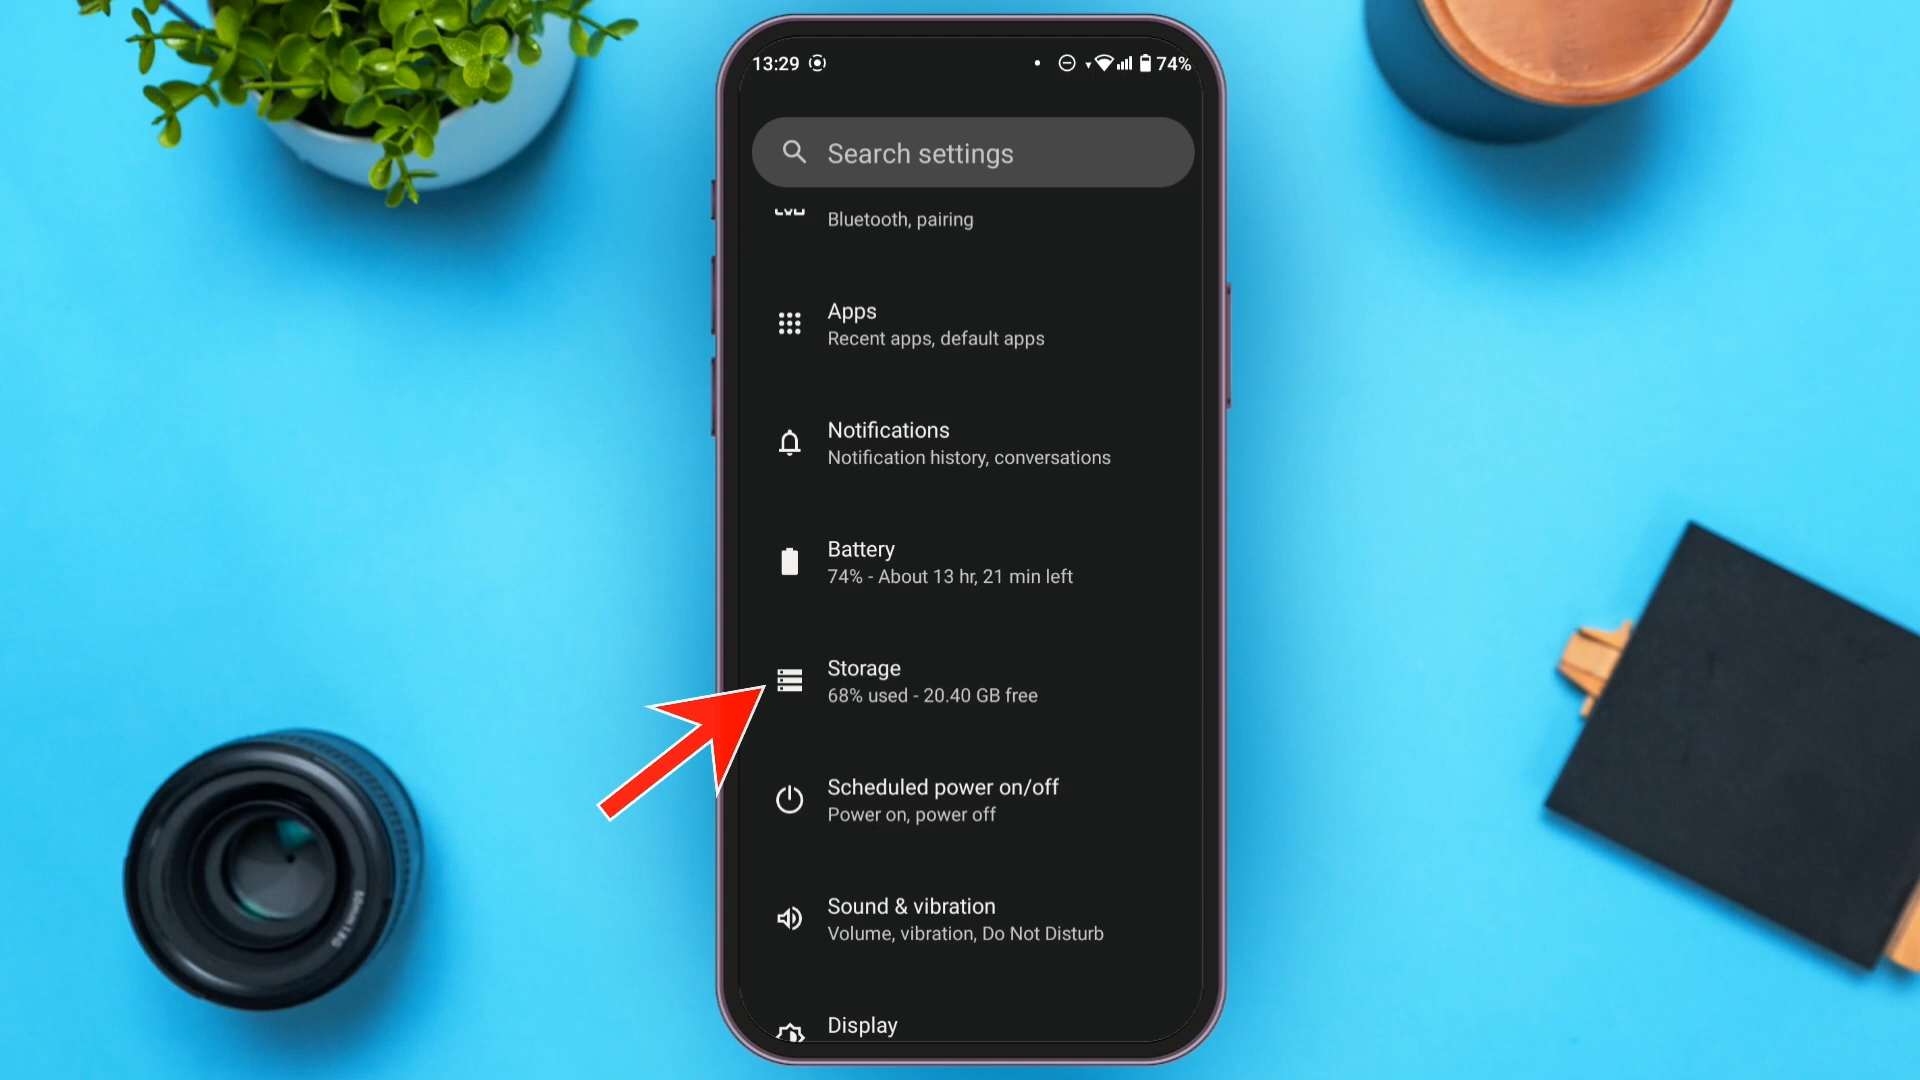 13:29 74%
Search settings
Bluetooth, pairing
Apps
Recent apps, default apps
Notifications
Notification history, conversations
Battery
74% - About 13 hr, 21 min left
Storage
68% used - 20.40 GB free
Scheduled power on/off
Power on, power off
Sound & vibration
Volume, vibration, Do Not Disturb
Display